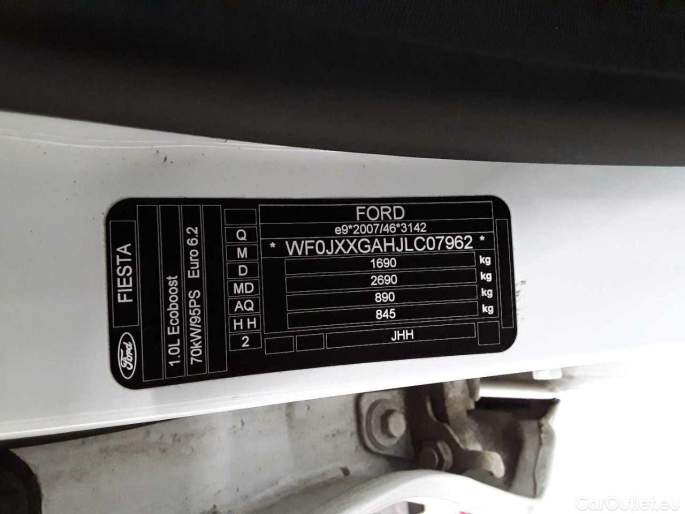 FORD
e9*2007/46*3142
* WF0JXXGAHJLC07962 *
1690 kg
2690 kg
890 kg
845 kg
JHH
Q
M
D
MD
AQ
H H
2
FIESTA
1.0L Ecoboost
70kW/95PS Euro 6.2
Ford
CarOutlet.eu